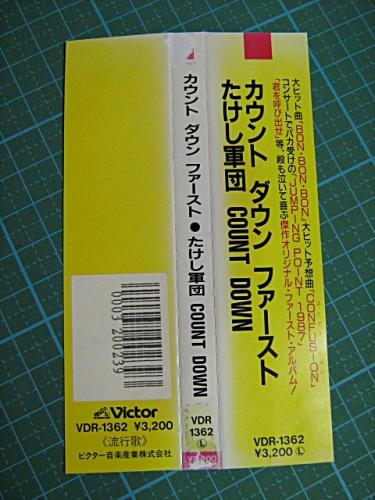 大ヒット曲「BON・BON・BON」大ヒット予想曲「CONFUSION」
コンサートでバカ受けの、「JUMPING POINT 1987」
「君を呼び出せ」等、殿も泣いて喜ぶ傑作オリジナル・ファースト・アルバム！
カウント ダウン ファースト
たけし軍団 COUNT DOWN
VDR-1362
¥3,200 Ⓛ
カウント ダウン ファースト●たけし軍団 COUNT DOWN
VDR
1362
Ⓛ
¥3,200
0003 200239
Victor
VDR-1362 ¥3,200
《流行歌》
ビクター音楽産業株式会社